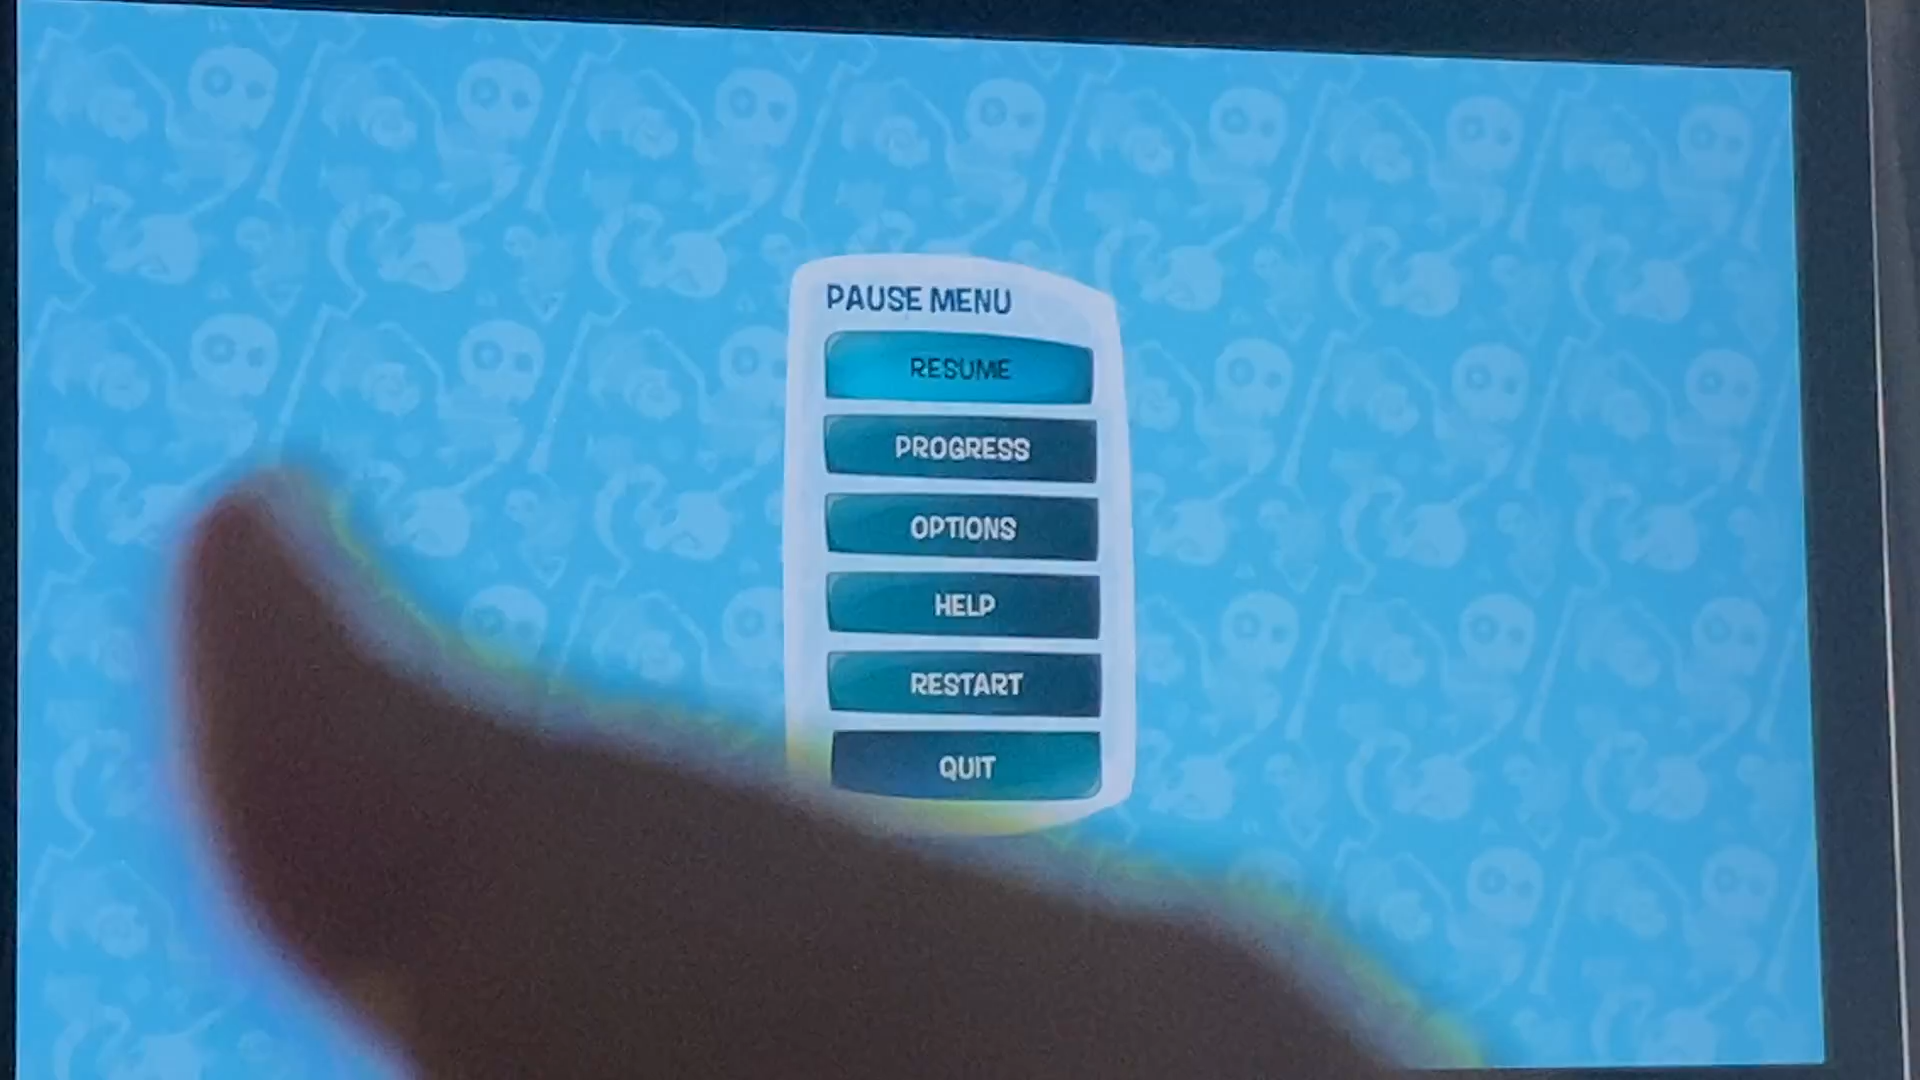 PAUSE MENU
RESUME
PROGRESS
OPTIONS
HELP
RESTART
QUIT